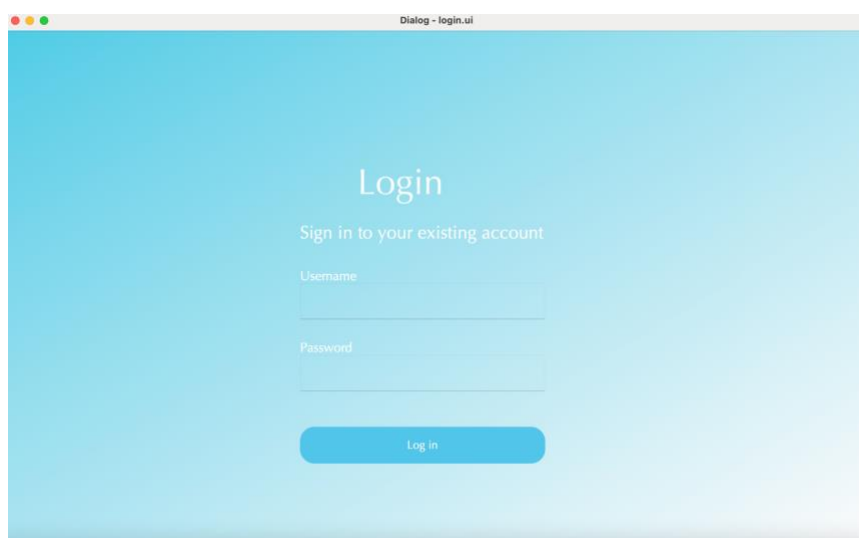 Dialog - login.ui
Login
Sign in to your existing account
Username
Password
Log in